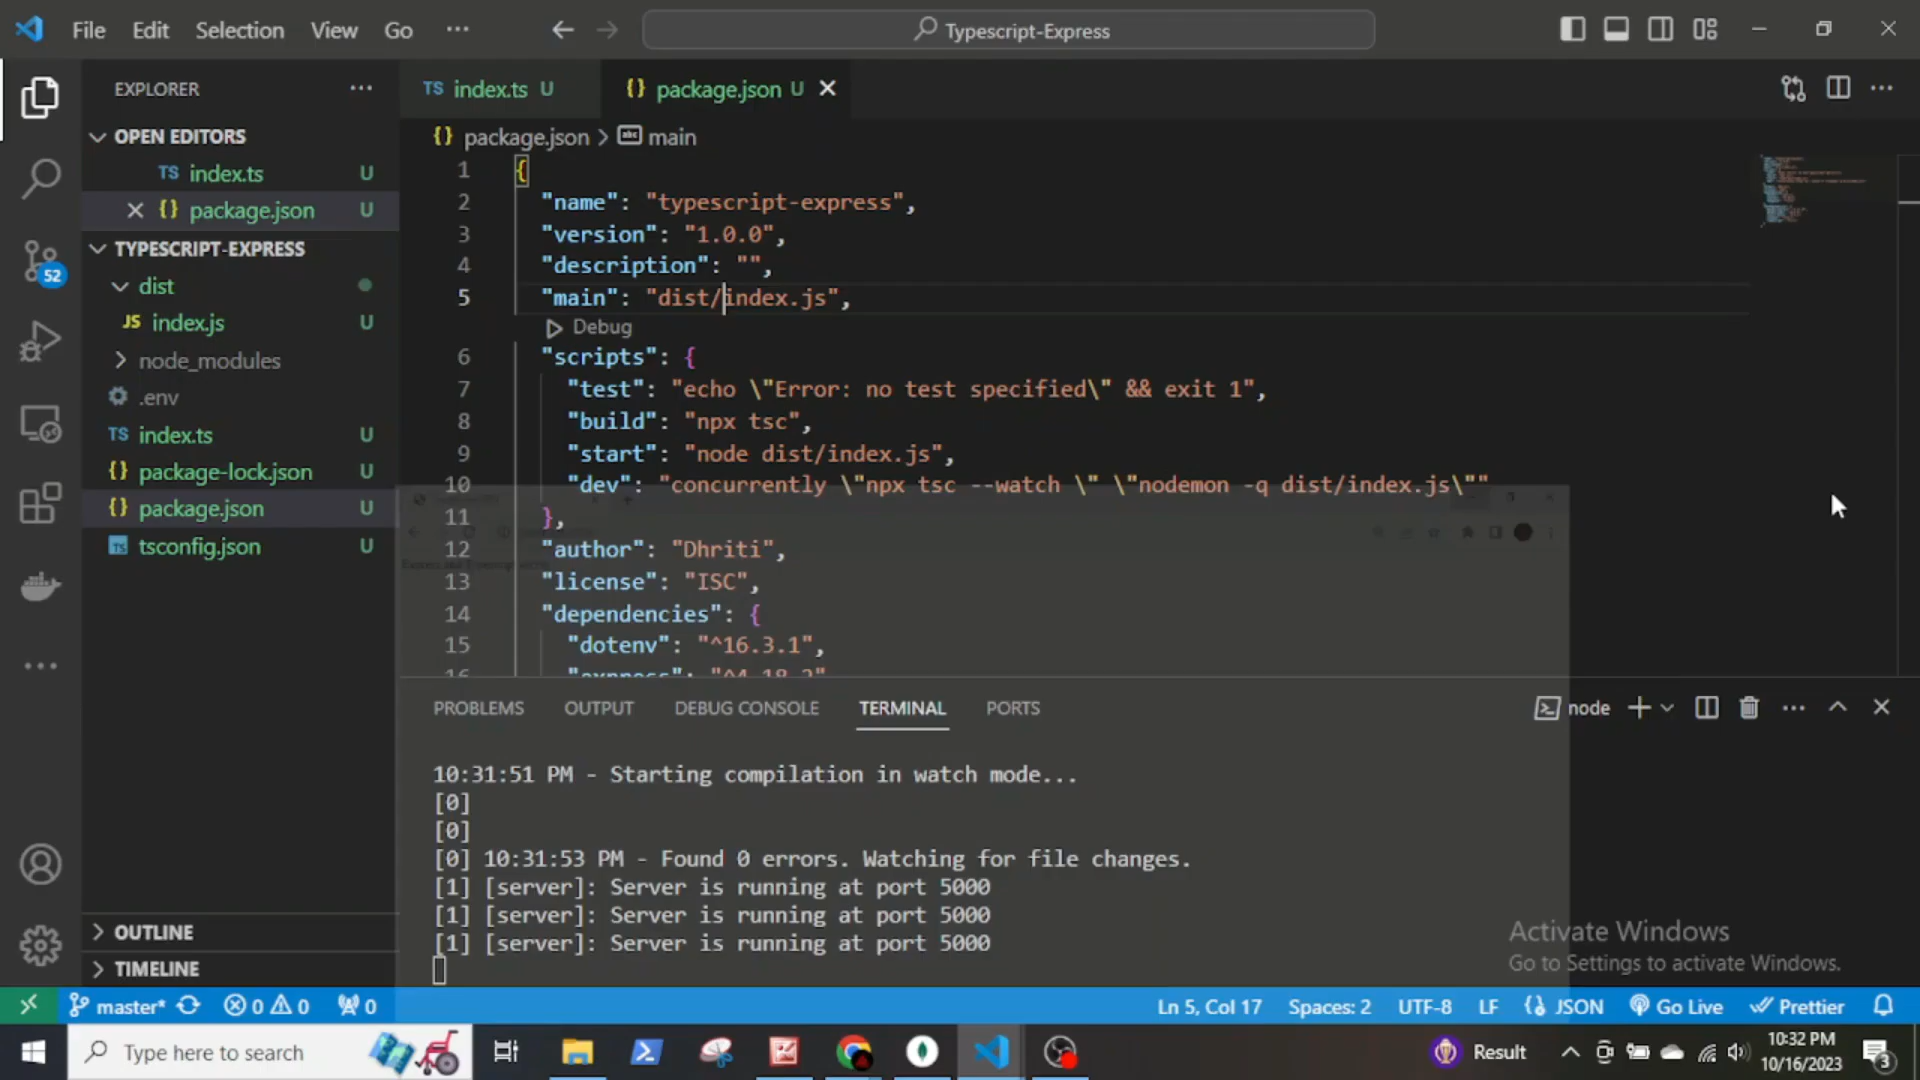 File Edit Selection View Go ··· Typescript-Express
EXPLORER ···
TS index.ts U {} package.json U
OPEN EDITORS
{} package.json > abc main
TS index.ts U
{} package.json U
TYPESCRIPT-EXPRESS
dist
JS index.js U
node_modules
.env
TS index.ts U
{} package-lock.json U
{} package.json U
TS tsconfig.json U
OUTLINE
TIMELINE
52
1 {
2 "name": "typescript-express",
3 "version": "1.0.0",
4 "description": "",
5 "main": "dist/index.js",
Debug
6 "scripts": {
7 "test": "echo \"Error: no test specified\" && exit 1",
8 "build": "npx tsc",
9 "start": "node dist/index.js",
10 "dev": "concurrently \"npx tsc --watch \" \"nodemon -q dist/index.js\""
11 },
12 "author": "Dhriti",
13 "license": "ISC",
14 "dependencies": {
15 "dotenv": "^16.3.1",
16 "express": "^4.18.2"
PROBLEMS OUTPUT DEBUG CONSOLE TERMINAL PORTS node
10:31:51 PM - Starting compilation in watch mode...
[0]
[0]
[0] 10:31:53 PM - Found 0 errors. Watching for file changes.
[1] [server]: Server is running at port 5000
[1] [server]: Server is running at port 5000
[1] [server]: Server is running at port 5000
Activate Windows
Go to Settings to activate Windows.
master* 0 0 0 Ln 5, Col 17 Spaces: 2 UTF-8 LF {} JSON Go Live Prettier
Type here to search Result 10:32 PM
10/16/2023 3